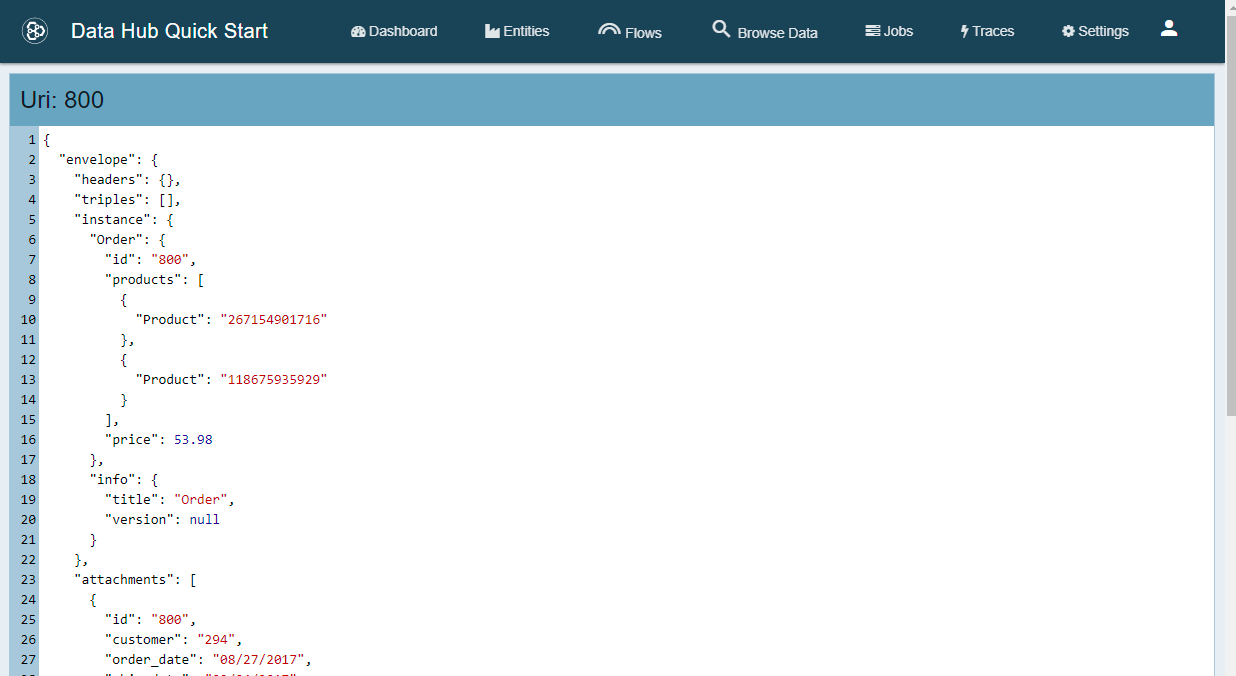 Data Hub Quick Start Dashboard Entities Flows Browse Data Jobs Traces Settings
Uri: 800
1 {
2 "envelope": {
3 "headers": {},
4 "triples": [],
5 "instance": {
6 "Order": {
7 "id": "800",
8 "products": [
9 {
10 "Product": "267154901716"
11 },
12 {
13 "Product": "118675935929"
14 }
15 ],
16 "price": 53.98
17 },
18 "info": {
19 "title": "Order",
20 "version": null
21 }
22 },
23 "attachments": [
24 {
25 "id": "800",
26 "customer": "294",
27 "order_date": "08/27/2017",